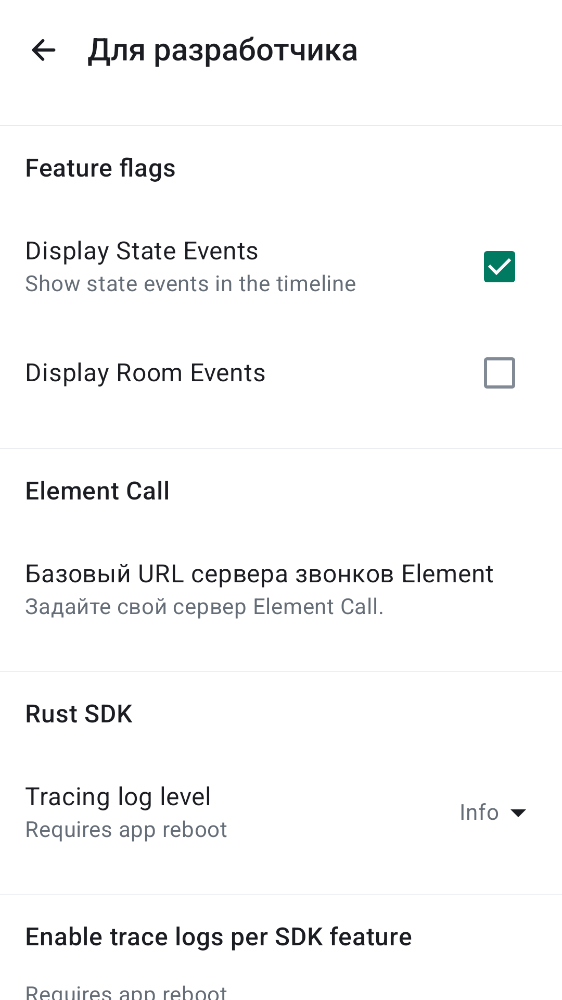 Для разработчика
Feature flags
Display State Events
Show state events in the timeline
Display Room Events
Element Call
Базовый URL сервера звонков Element
Задайте свой сервер Element Call.
Rust SDK
Tracing log level
Requires app reboot
Info
Enable trace logs per SDK feature
Requires app reboot